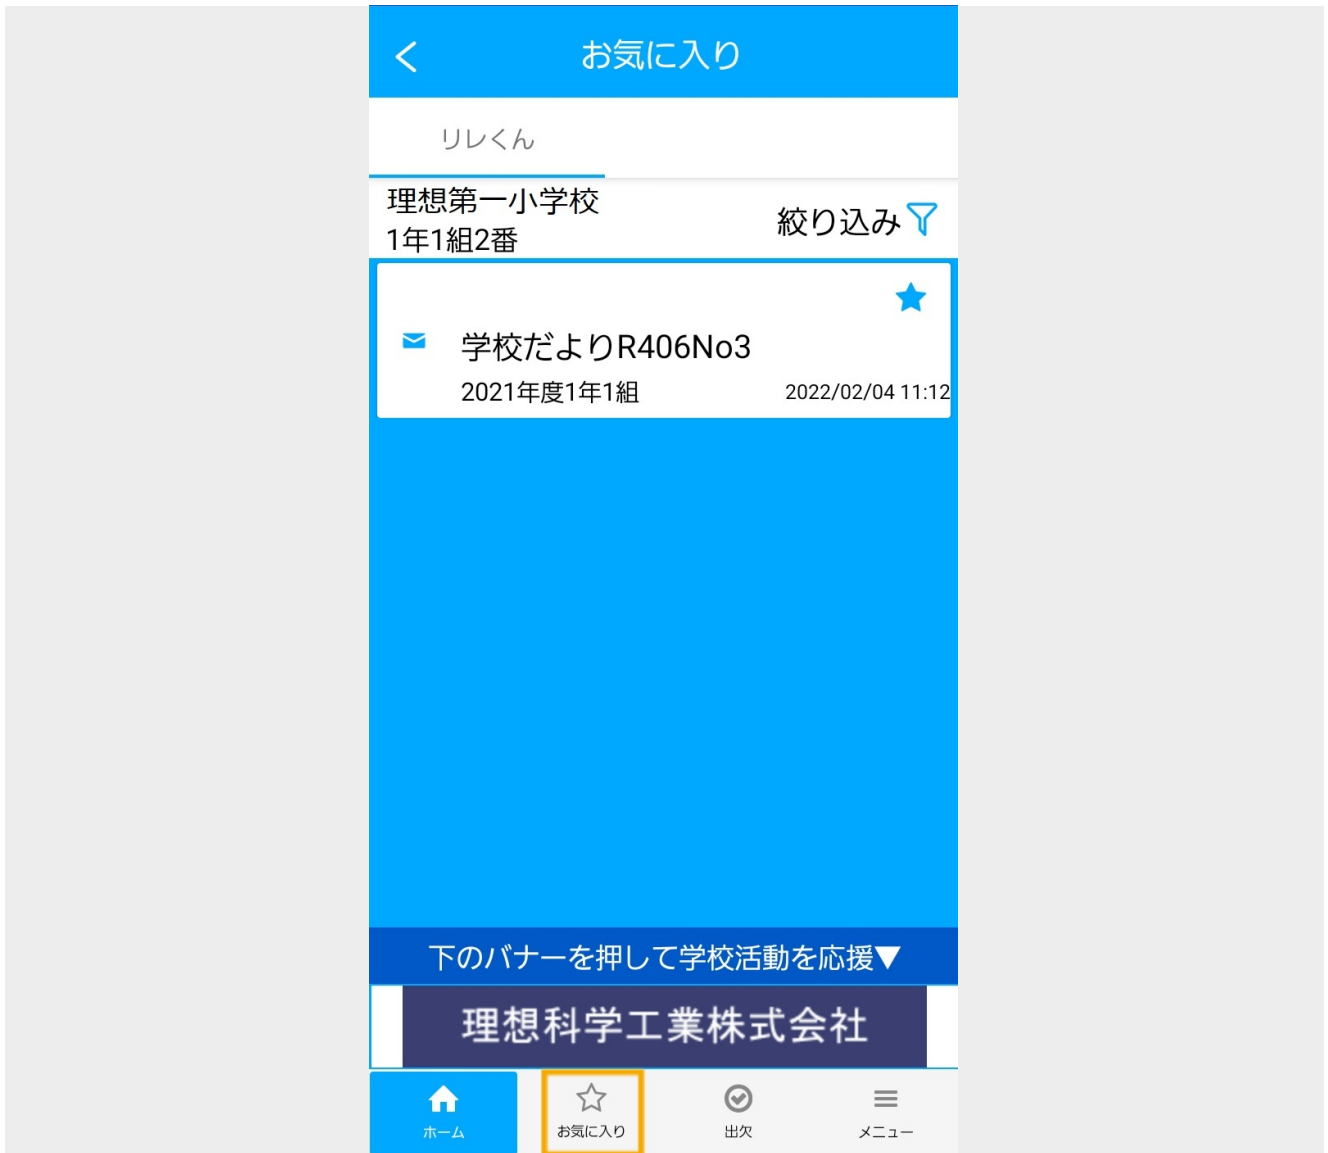 お気に入り
リレくん
理想第一小学校
絞り込み
1年1組2番
学校だよりR406No3
2021年度1年1組
2022/02/04 11:12
下のバナーを押して学校活動を応援▼
理想科学工業株式会社
ホーム
お気に入り
出欠
メニュー